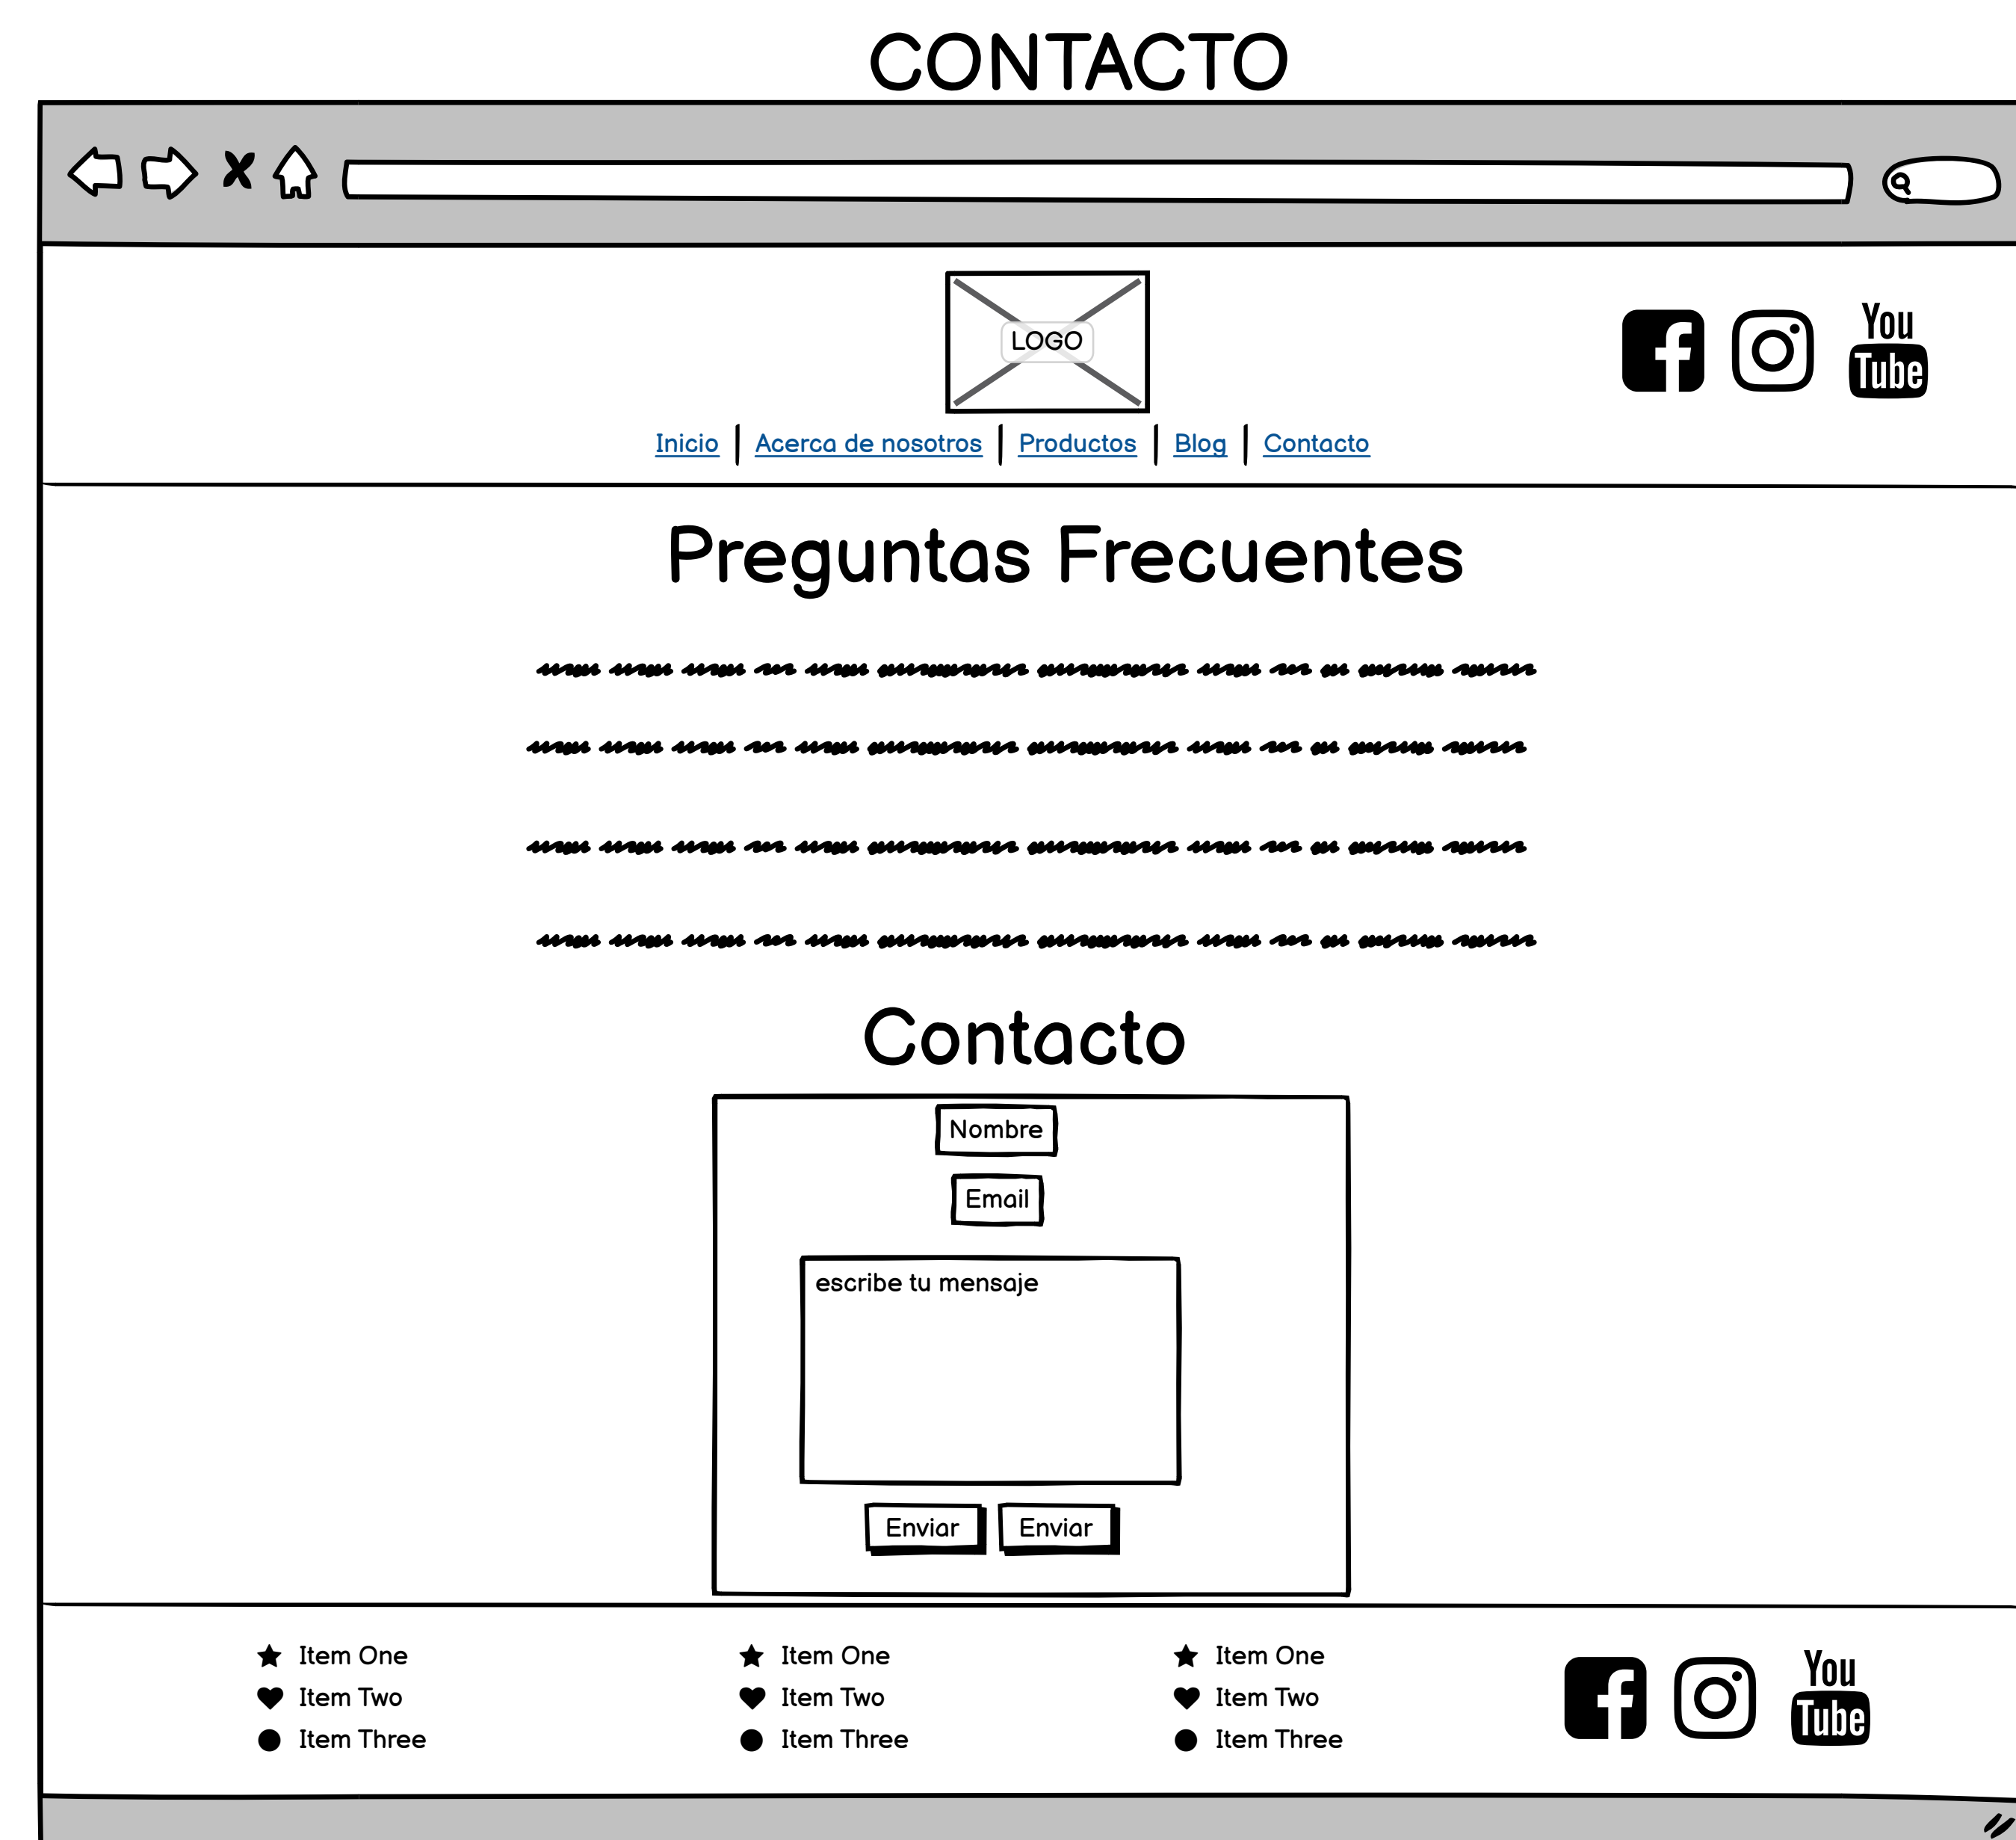 CONTACTO
LOGO
You
Tube
Inicio Acerca de nosotros Productos Blog Contacto
Preguntas Frecuentes
Contacto
Nombre
Email
escribe tu mensaje
Enviar Enviar
Item One
Item Two
Item Three
Item One
Item Two
Item Three
Item One
Item Two
Item Three
You
Tube